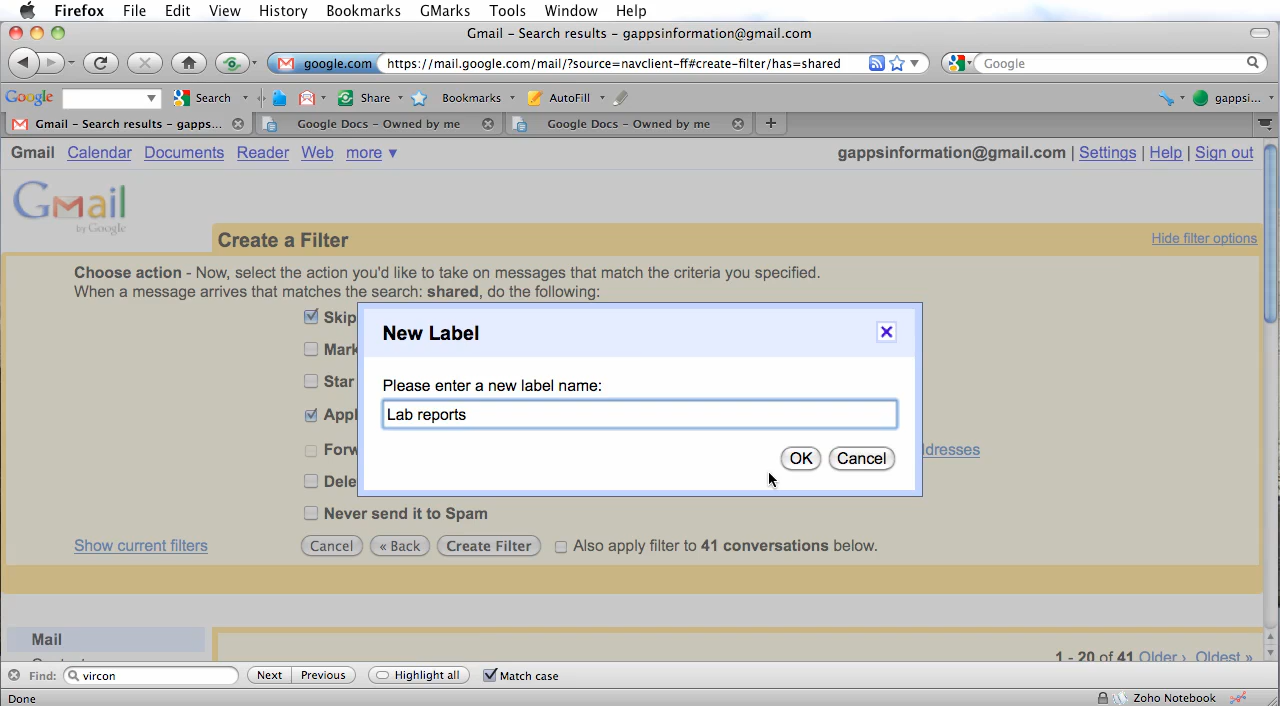 Firefox File Edit View History Bookmarks GMarks Tools Window Help
Gmail – Search results – gappsinformation@gmail.com
google.com https://mail.google.com/mail/?source=navclient-ff#create-filter/has=shared Google
Google Search Share Bookmarks AutoFill gappsi...
Gmail – Search results – gapps... Google Docs – Owned by me Google Docs – Owned by me
Gmail Calendar Documents Reader Web more ▼ gappsinformation@gmail.com | Settings | Help | Sign out
Gmail
by Google
Create a Filter Hide filter options
Choose action - Now, select the action you'd like to take on messages that match the criteria you specified.
When a message arrives that matches the search: shared, do the following:
Skip
New Label
Mark
Please enter a new label name:
Star
Lab reports
Forw
OK Cancel
Never send it to Spam
Show current filters Cancel « Back Create Filter Also apply filter to 41 conversations below.
Mail
1 - 20 of 41 Older › Oldest »
Find: vircon Next Previous Highlight all Match case
Done Zoho Notebook